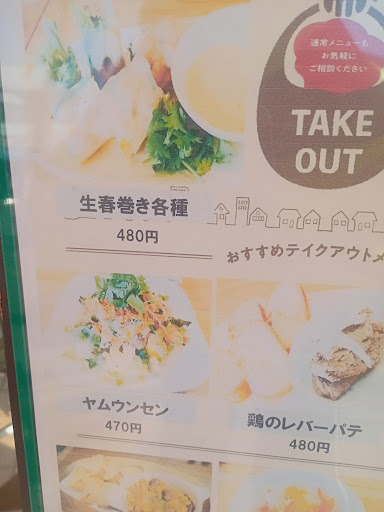 通常メニューも
お気軽に
ご相談ください
TAKE
OUT
生春巻き各種
480円
おすすめテイクアウトメ
ヤムウンセン
470円
鶏のレバーパテ
480円